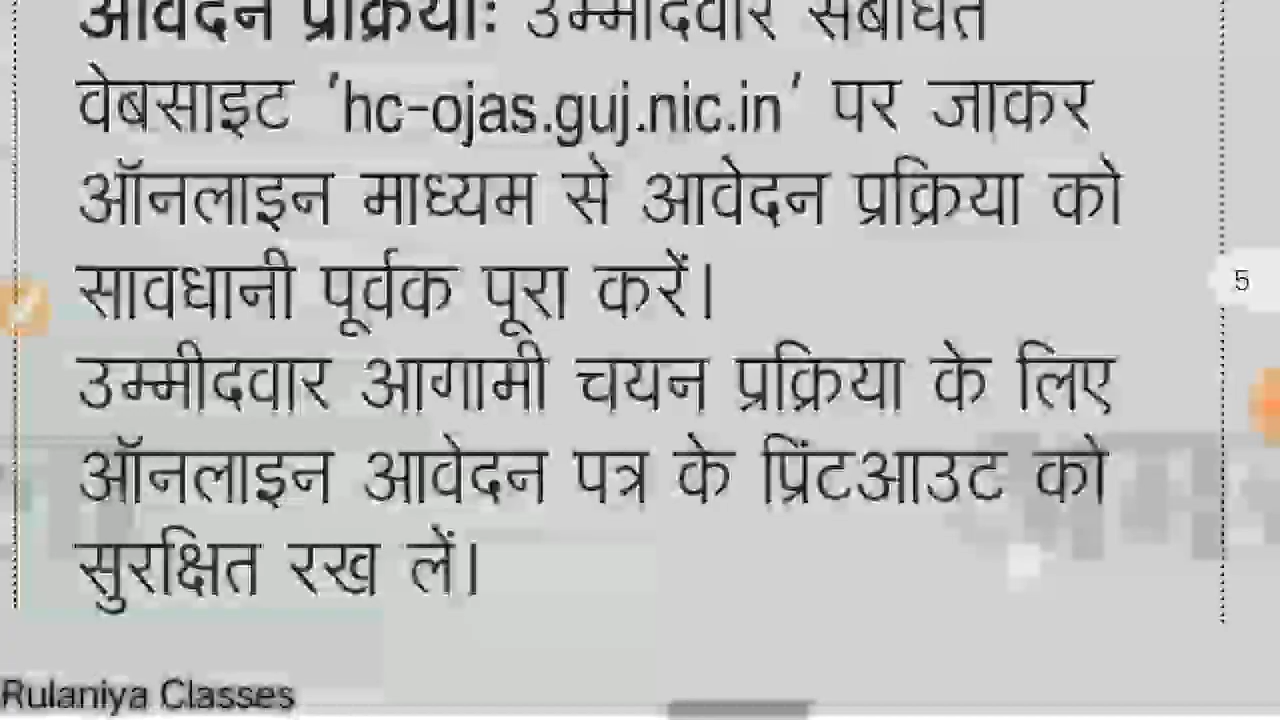 आवेदन प्रक्रियाः उम्मीदवार संबंधित
वेबसाइट 'hc-ojas.guj.nic.in' पर जाकर
ऑनलाइन माध्यम से आवेदन प्रक्रिया को
सावधानी पूर्वक पूरा करें।
5
उम्मीदवार आगामी चयन प्रक्रिया के लिए
ऑनलाइन आवेदन पत्र के प्रिंटआउट को
सुरक्षित रख लें।
Rulaniya Classes